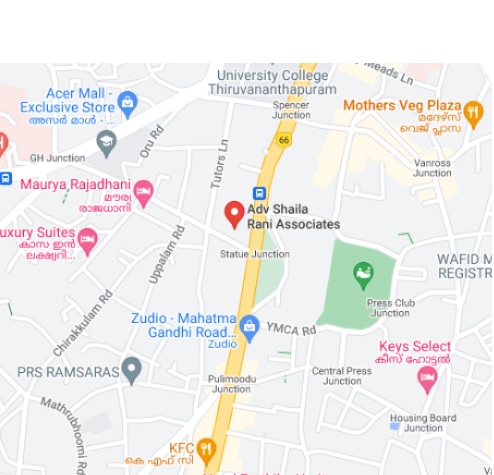 Meads Ln
University College
Thiruvananthapuram
Acer Mall -
Exclusive Store
അസർ മാൾ - ...
Spencer
Junction
Mothers Veg Plaza
മദേഴ്സ്
വെജ് പ്ലാസ
66
Oru Rd
GH Junction
Tutors Ln
Vanross
Junction
Maurya Rajadhani
മൗര്യ
രാജധാനി
Adv Shaila
Rani Associates
uxury Suites
കാസ ഇൻ
ലക്ഷ്വറി...
Uppalam Rd
Statue Junction
WAFID M
REGISTR
Chirakkulam Rd
Press Club
Junction
Zudio - Mahatma
Gandhi Road...
Zudio
YMCA Rd
Keys Select
കീസ് ഹോട്ടൽ
PRS RAMSARAS
Central Press
Junction
Pulimoodu
Junction
Mathrubhoomi Rd
Housing Board
Junction
KFC
കെ എഫ് സി